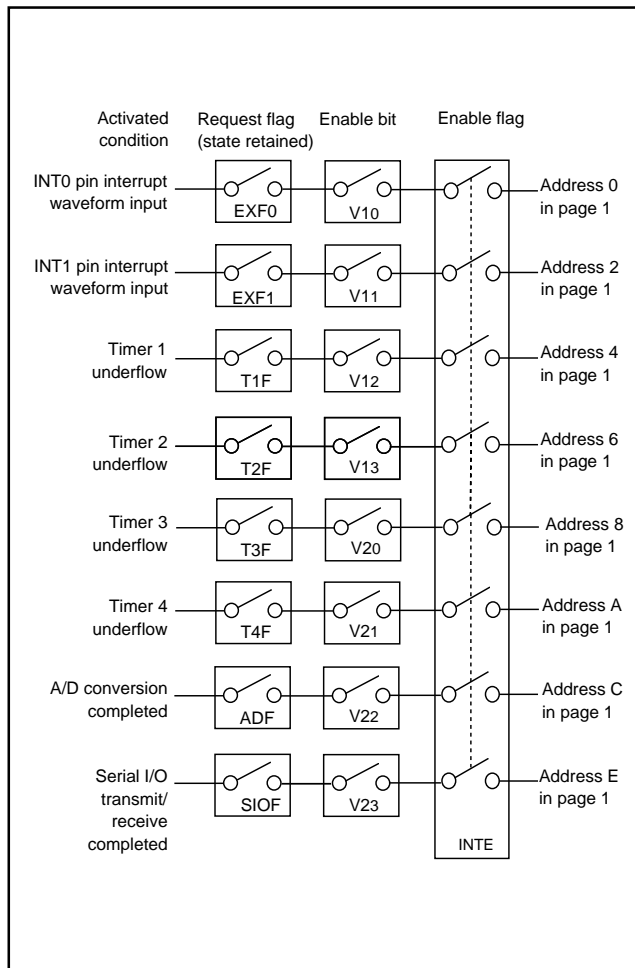 Activated
condition
Request flag
(state retained)
Enable bit
Enable flag
INT0 pin interrupt
waveform input
EXF0
V10
Address 0
in page 1
INT1 pin interrupt
waveform input
EXF1
V11
Address 2
in page 1
Timer 1
underflow
T1F
V12
Address 4
in page 1
Timer 2
underflow
T2F
V13
Address 6
in page 1
Timer 3
underflow
T3F
V20
Address 8
in page 1
Timer 4
underflow
T4F
V21
Address A
in page 1
A/D conversion
completed
ADF
V22
Address C
in page 1
Serial I/O
transmit/
receive
completed
SIOF
V23
Address E
in page 1
INTE